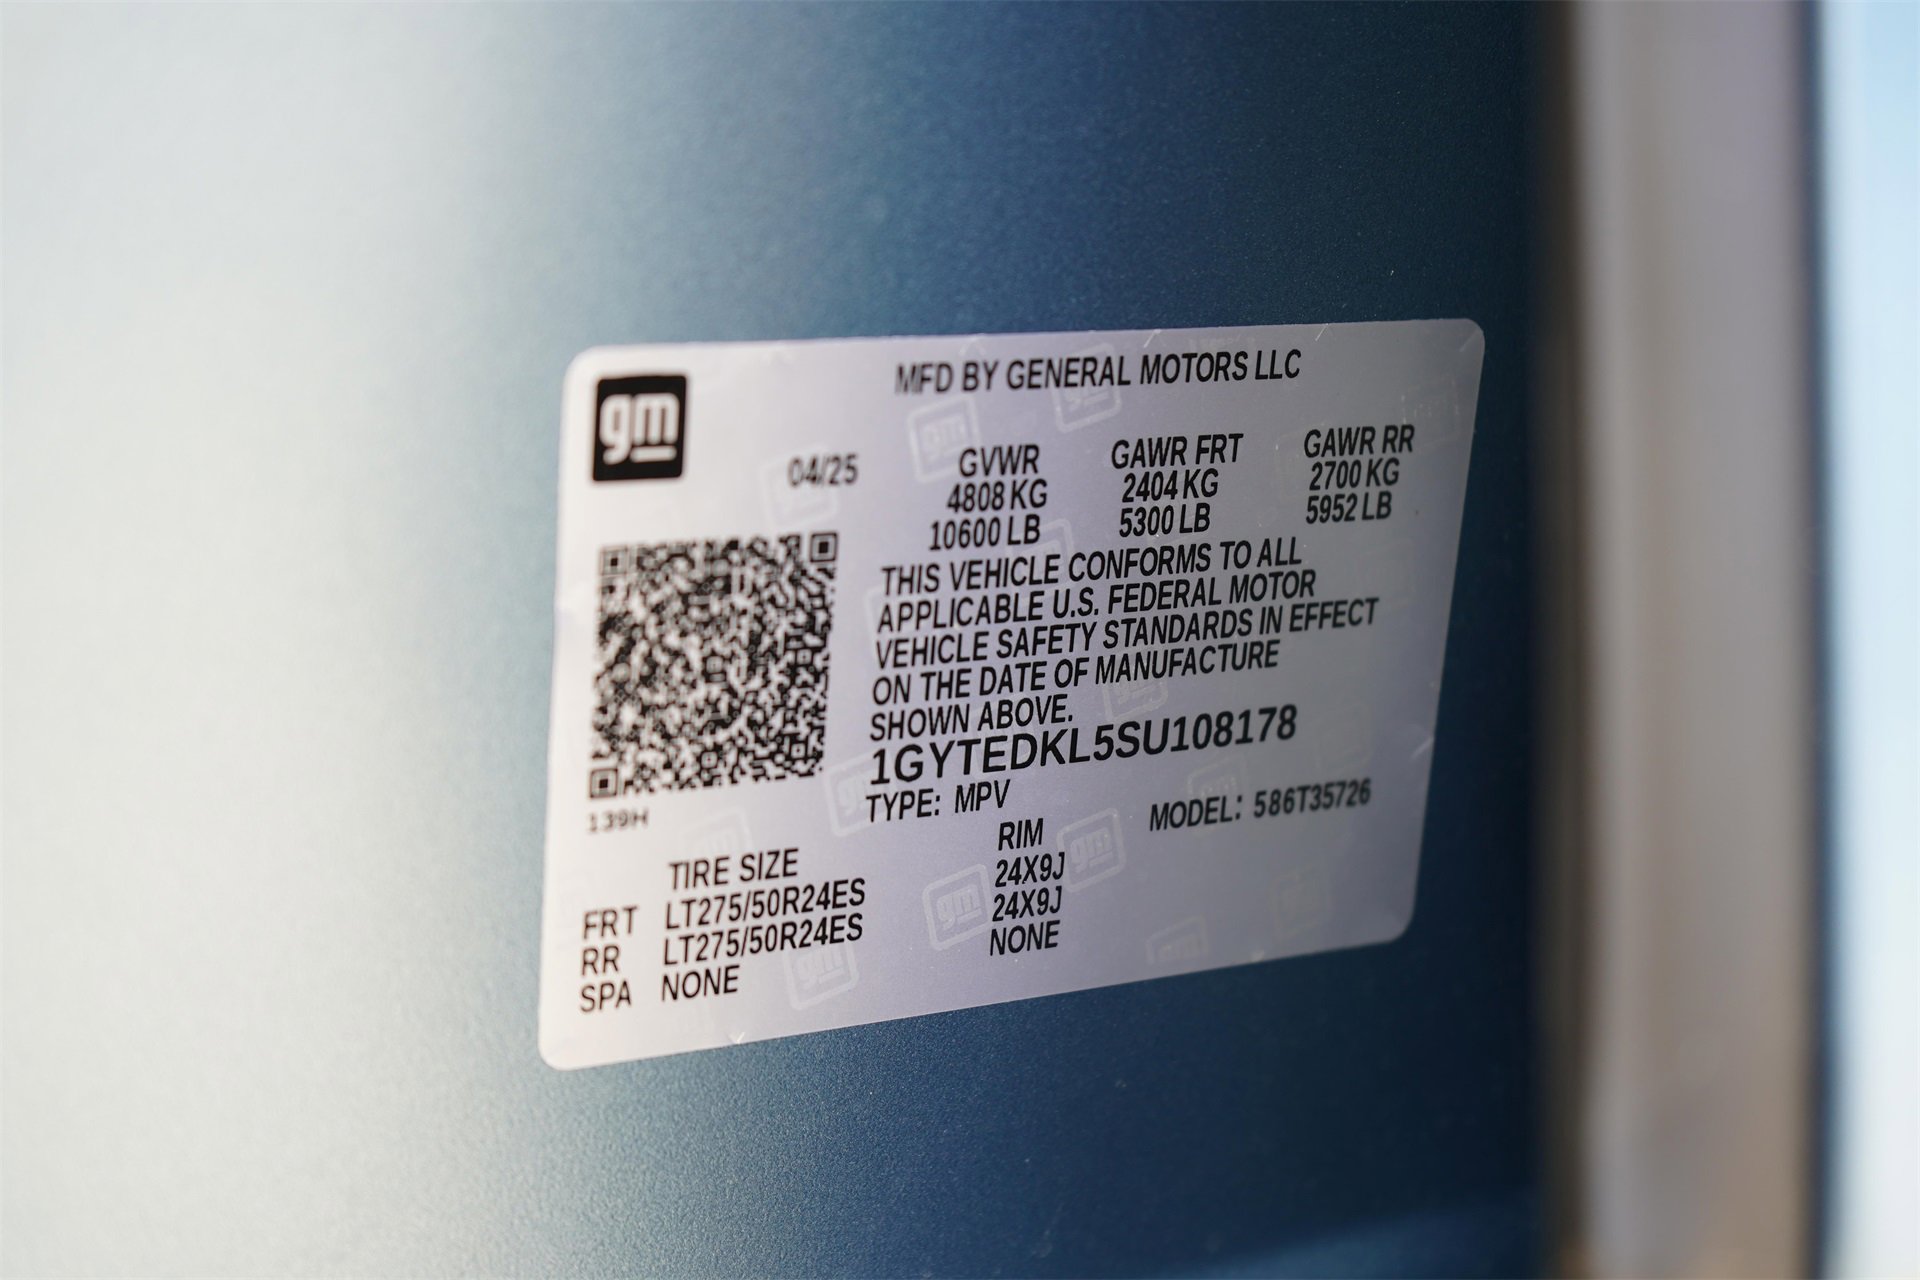 gm
MFD BY GENERAL MOTORS LLC
04/25
GVWR
4808 KG
10600 LB
GAWR FRT
2404 KG
5300 LB
GAWR RR
2700 KG
5952 LB
THIS VEHICLE CONFORMS TO ALL
APPLICABLE U.S. FEDERAL MOTOR
VEHICLE SAFETY STANDARDS IN EFFECT
ON THE DATE OF MANUFACTURE
SHOWN ABOVE.
1GYTEDKL5SU108178
TYPE: MPV
MODEL: 586T35726
139H
TIRE SIZE
RIM
FRT LT275/50R24ES 24X9J
RR LT275/50R24ES 24X9J
SPA NONE NONE